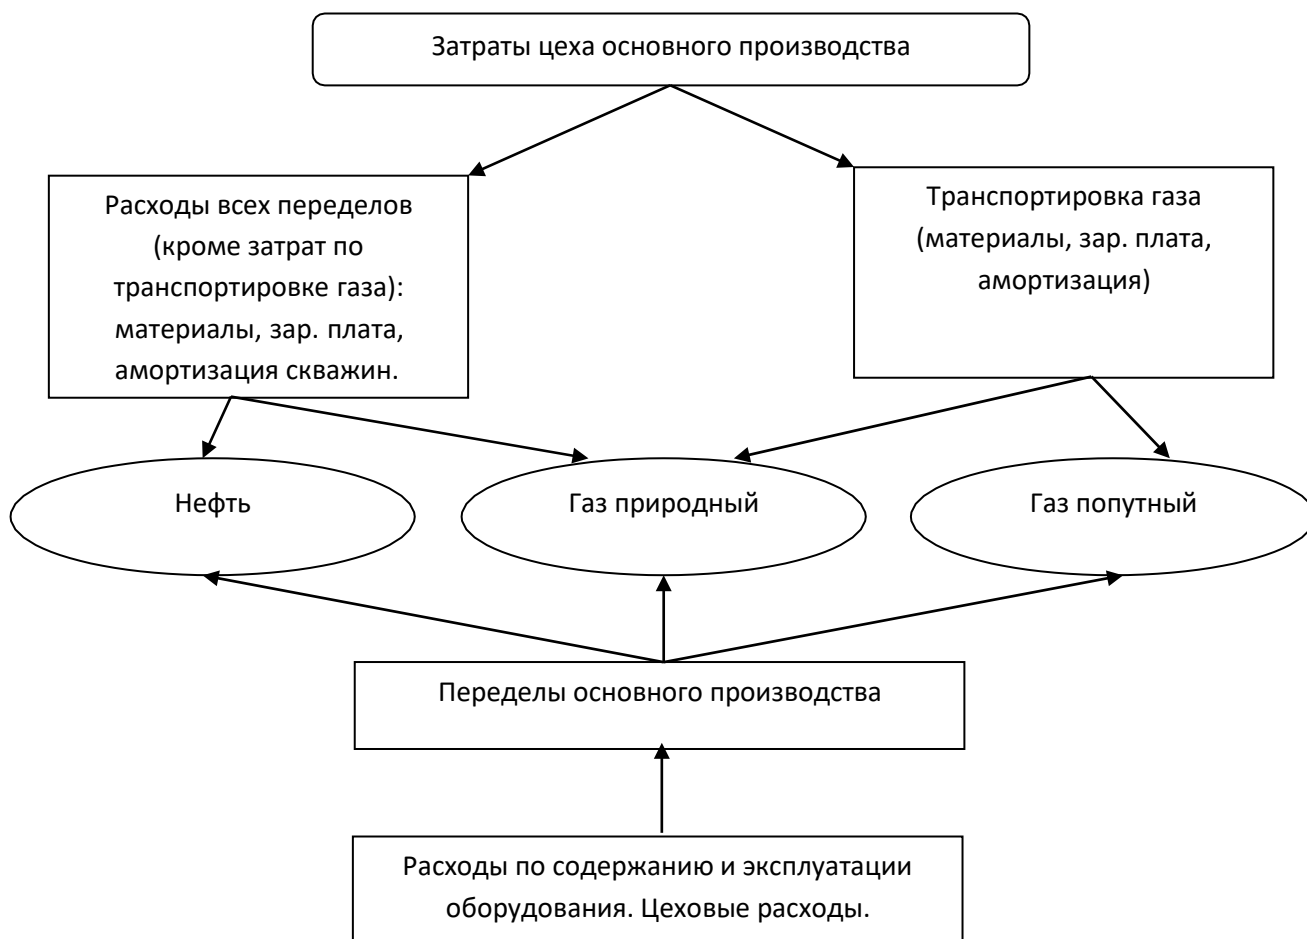 Затраты цеха основного производства
Расходы всех переделов
(кроме затрат по
транспортировке газа):
материалы, зар. плата,
амортизация скважин.
Транспортировка газа
(материалы, зар. плата,
амортизация)
Нефть
Газ природный
Газ попутный
Переделы основного производства
Расходы по содержанию и эксплуатации
оборудования. Цеховые расходы.